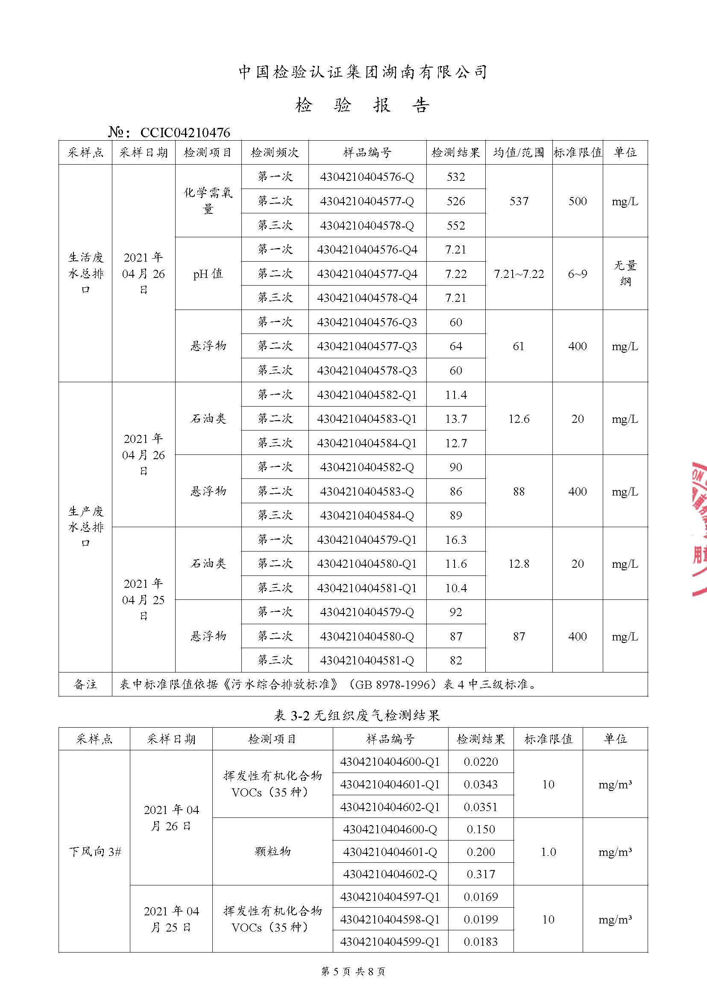 中国检验认证集团湖南有限公司
检 验 报 告
№：CCIC04210476
采样点 采样日期 检测项目 检测频次 样品编号 检测结果 均值/范围 标准限值 单位
生活废水总排口 2021年04月26日 化学需氧量 第一次 4304210404576-Q 532 537 500 mg/L
第二次 4304210404577-Q 526
第三次 4304210404578-Q 552
pH值 第一次 4304210404576-Q4 7.21 7.21~7.22 6~9 无量纲
第二次 4304210404577-Q4 7.22
第三次 4304210404578-Q4 7.21
悬浮物 第一次 4304210404576-Q3 60 61 400 mg/L
第二次 4304210404577-Q3 64
第三次 4304210404578-Q3 60
生产废水总排口 2021年04月26日 石油类 第一次 4304210404582-Q1 11.4 12.6 20 mg/L
第二次 4304210404583-Q1 13.7
第三次 4304210404584-Q1 12.7
悬浮物 第一次 4304210404582-Q 90 88 400 mg/L
第二次 4304210404583-Q 86
第三次 4304210404584-Q 89
2021年04月25日 石油类 第一次 4304210404579-Q1 16.3 12.8 20 mg/L
第二次 4304210404580-Q1 11.6
第三次 4304210404581-Q1 10.4
悬浮物 第一次 4304210404579-Q 92 87 400 mg/L
第二次 4304210404580-Q 87
第三次 4304210404581-Q 82
备注 表中标准限值依据《污水综合排放标准》（GB 8978-1996）表4中三级标准。
表 3-2 无组织废气检测结果
采样点 采样日期 检测项目 样品编号 检测结果 标准限值 单位
下风向 3# 2021年04月26日 挥发性有机化合物VOCs（35种） 4304210404600-Q1 0.0220 10 mg/m³
4304210404601-Q1 0.0343
4304210404602-Q1 0.0351
颗粒物 4304210404600-Q 0.150 1.0 mg/m³
4304210404601-Q 0.200
4304210404602-Q 0.317
2021年04月25日 挥发性有机化合物VOCs（35种） 4304210404597-Q1 0.0169 10 mg/m³
4304210404598-Q1 0.0199
4304210404599-Q1 0.0183
第 5 页 共 8 页